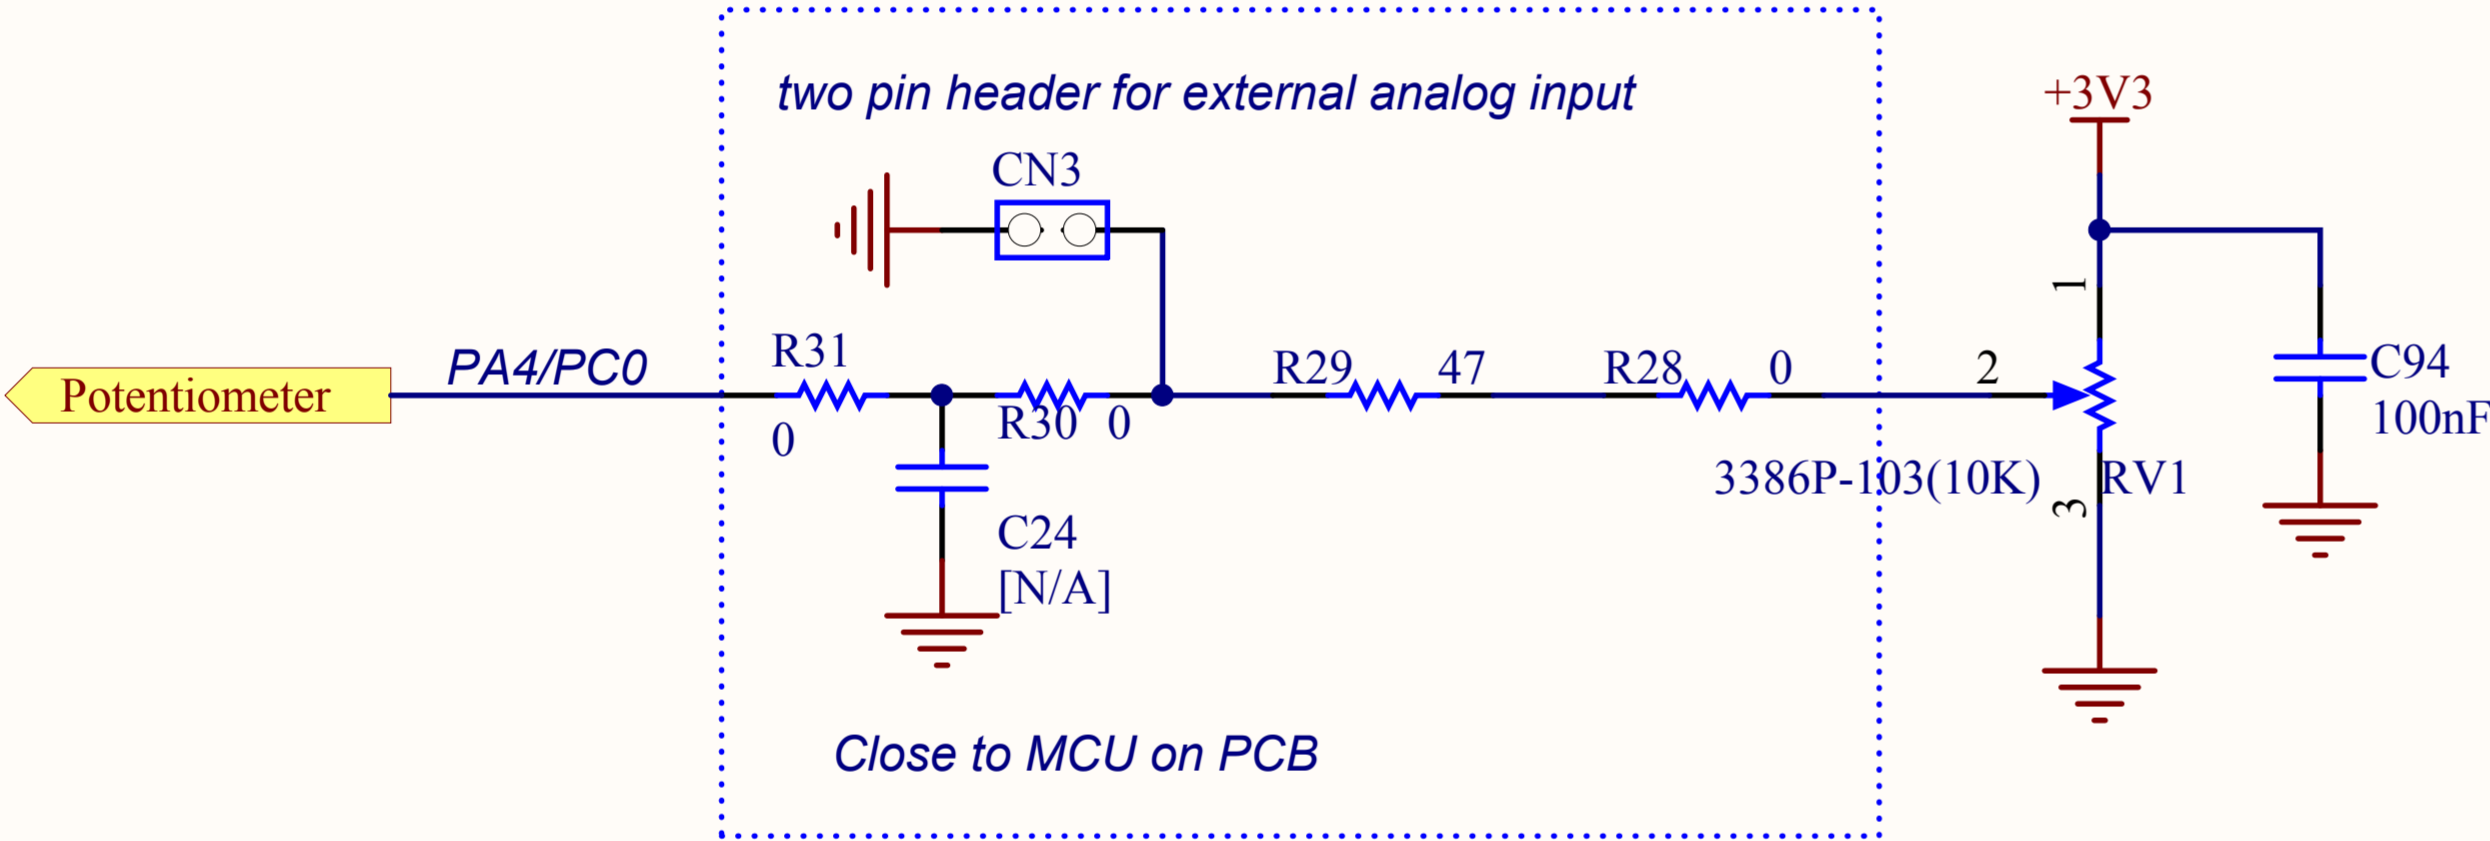 two pin header for external analog input
+3V3
CN3
1
R31
PA4/PC0
R29
47
R28
0
2
C94
Potentiometer
100nF
0
R30
0
3386P-103(10K)
RV1
3
C24
[N/A]
Close to MCU on PCB